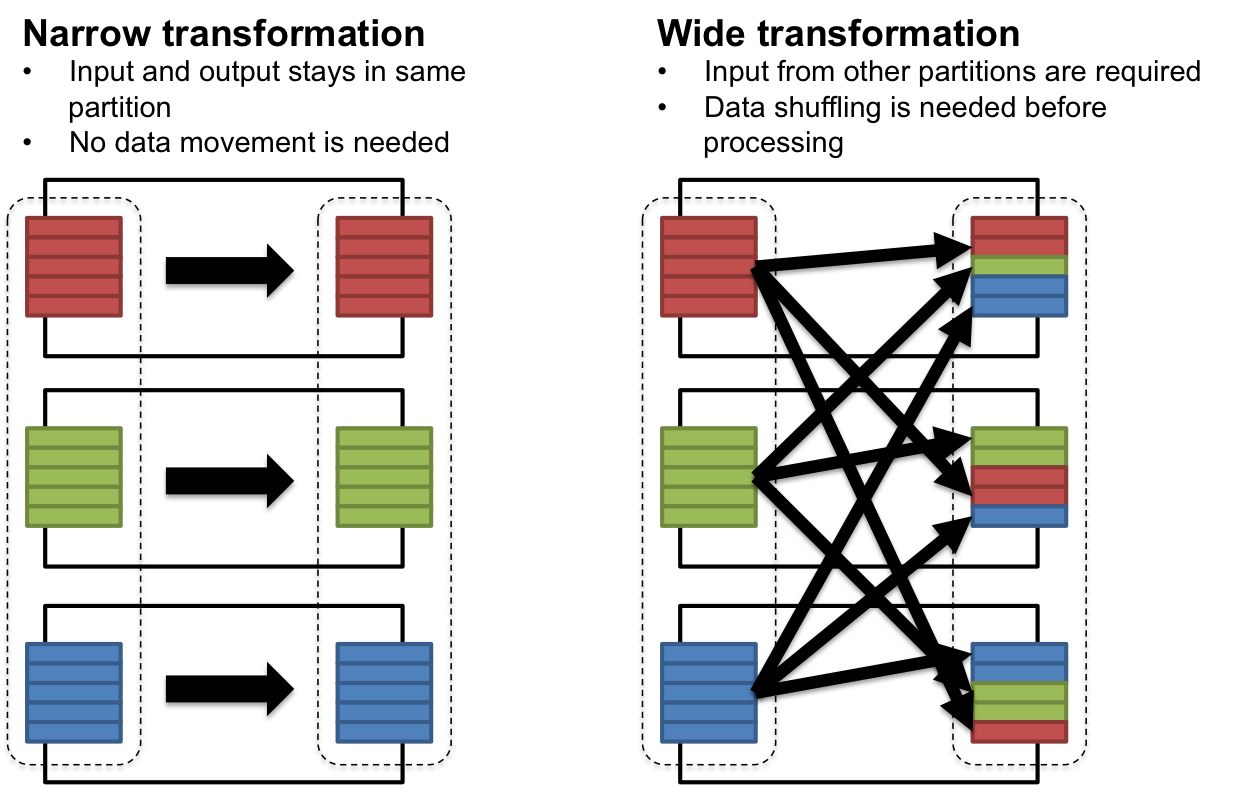 Narrow transformation
• Input and output stays in same
partition
• No data movement is needed
Wide transformation
• Input from other partitions are required
• Data shuffling is needed before
processing